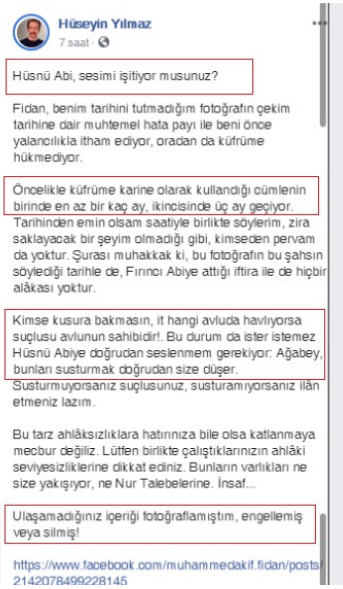 Hüseyin Yılmaz
7 saat ·
Hüsnü Abi, sesimi işitiyor musunuz?
Fidan, benim tarihini tutmadığım fotoğrafın çekim
tarihine dair muhtemel hata payı ile beni önce
yalancılıkla itham ediyor, oradan da küfrüme
hükmediyor.
Öncelikle küfrüme karine olarak kullandığı cümlenin
birinde en az bir kaç ay, ikincisinde üç ay geçiyor.
Tarihinden emin olsam saatiyle birlikte söylerim, zira
saklayacak bir şeyim olmadığı gibi, kimseden pervam
da yoktur. Şurası muhakkak ki, bu fotoğrafın bu şahsın
söylediği tarihle de, Fırıncı Abiye attığı iftira ile de hiçbir
alâkası yoktur.
Kimse kusura bakmasın, it hangi avluda havlıyorsa
suçlusu avlunun sahibidir!. Bu durum da ister istemez
Hüsnü Abiye doğrudan seslenmem gerekiyor: Ağabey,
bunları susturmak doğrudan size düşer.
Susturmuyorsanız suçlusunuz, susturamıyorsanız ilân
etmeniz lazım.
Bu tarz ahlâksızlıklara hatırınıza bile olsa katlanmaya
mecbur değiliz. Lütfen birlikte çalıştıklarınızın ahlâki
seviyesizliklerine dikkat ediniz. Bunların varlıkları ne
size yakışıyor, ne Nur Talebelerine. İnsaf...
Ulaşamadığınız içeriği fotoğraflamıştım, engellemiş
veya silmiş!
https://www.facebook.com/muhammedakif.fidan/posts/
2142078499228145